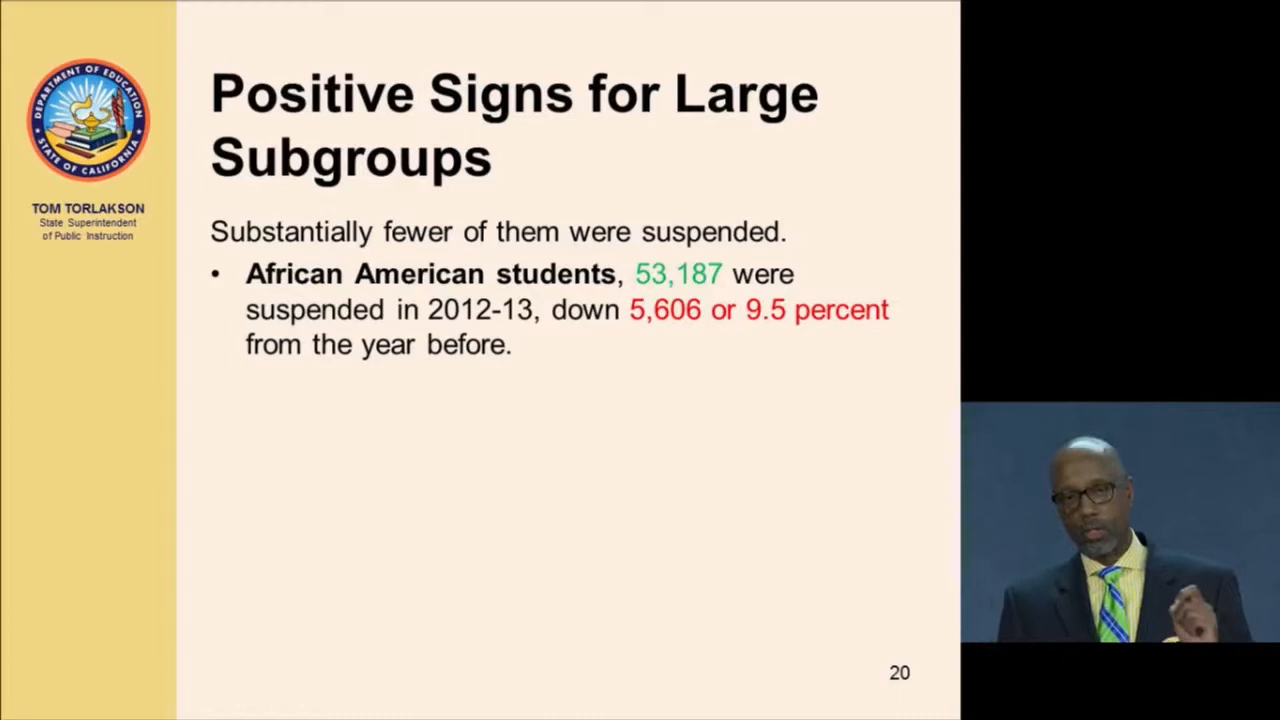 DEPARTMENT OF EDUCATION
STATE OF CALIFORNIA
TOM TORLAKSON
State Superintendent
of Public Instruction
Positive Signs for Large
Subgroups
Substantially fewer of them were suspended.
• African American students, 53,187 were
suspended in 2012-13, down 5,606 or 9.5 percent
from the year before.
20